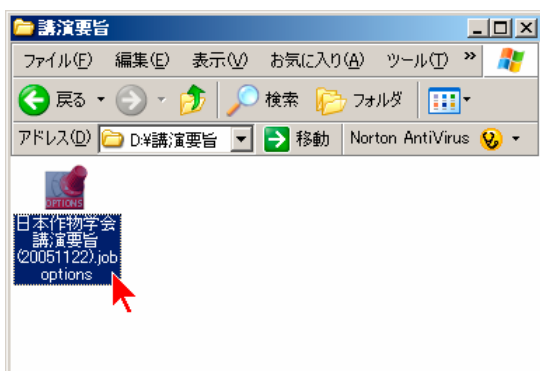 講演要旨
ファイル(F) 編集(E) 表示(V) お気に入り(A) ツール(T) »
戻る 検索 フォルダ
アドレス(D) D:¥講演要旨 移動 Norton AntiVirus
OPTIONS
日本作物学会
講演要旨
(20051122).job
options